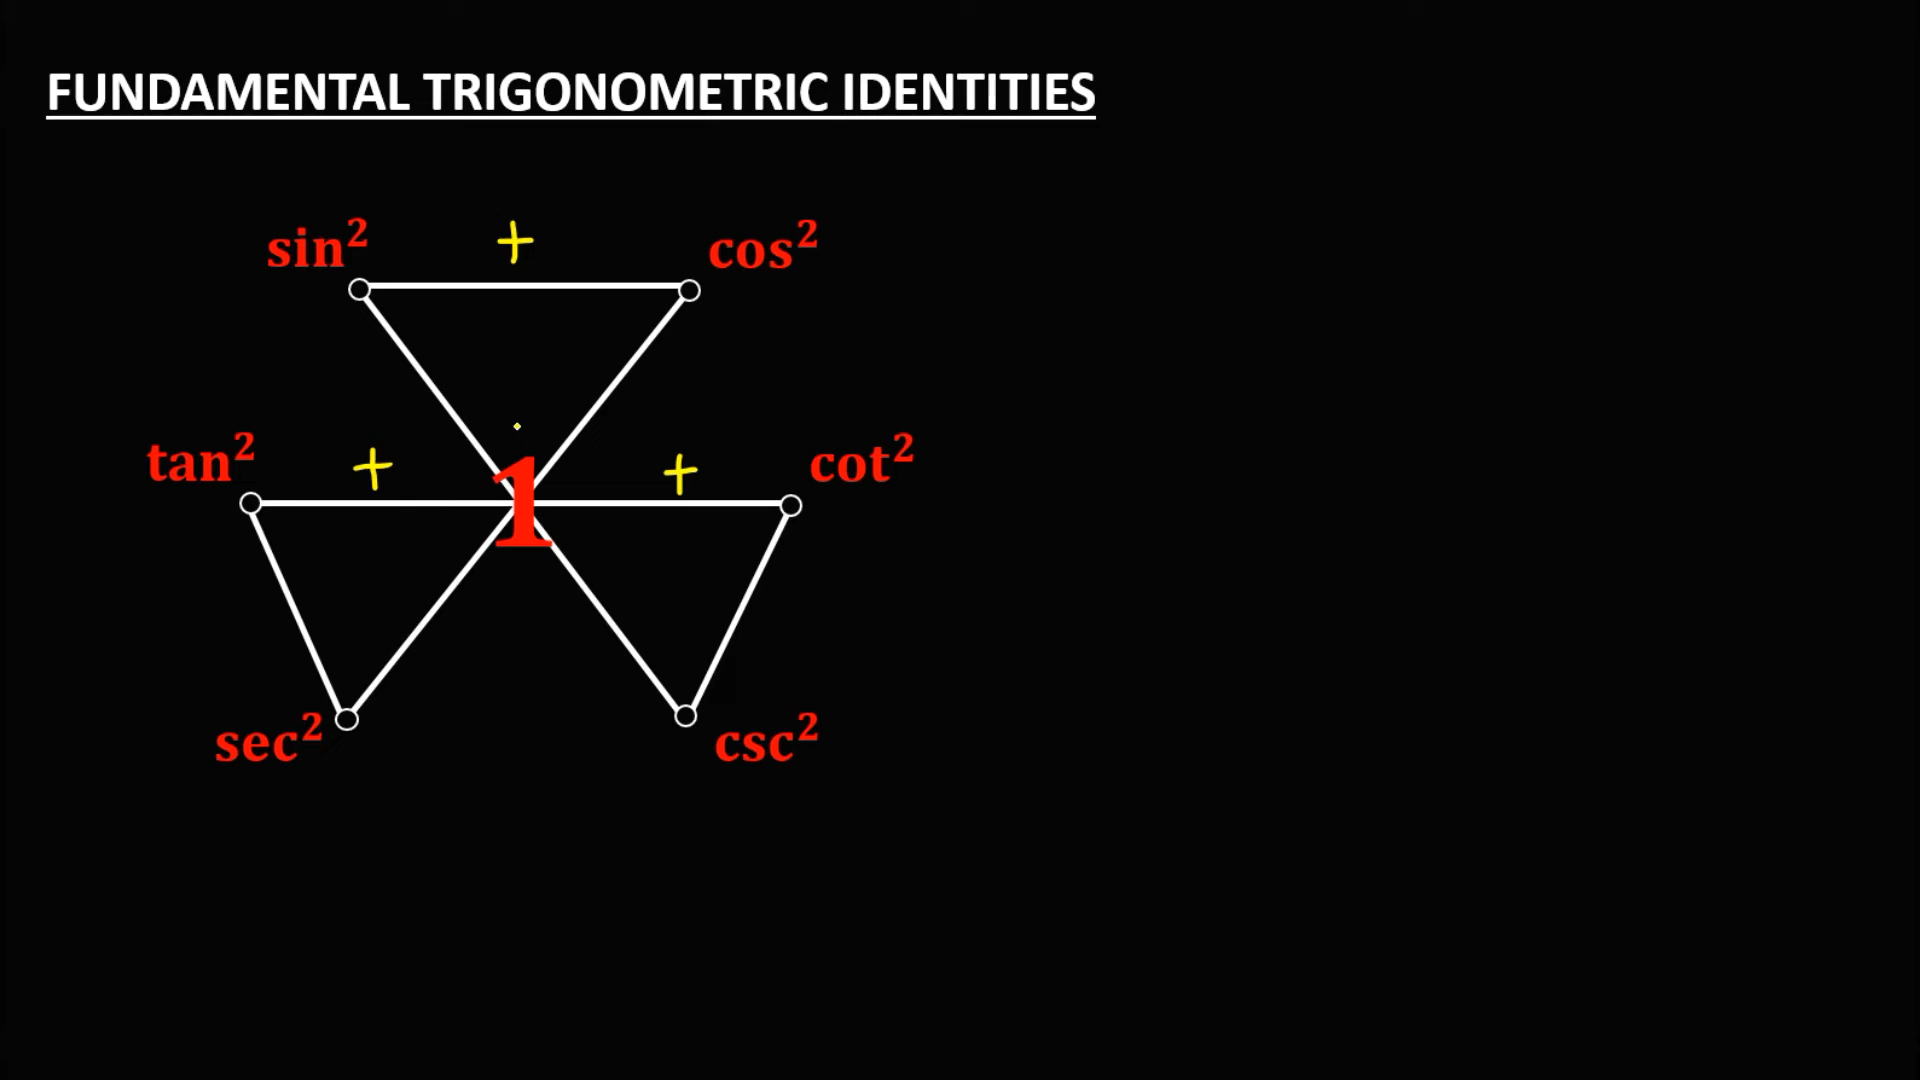 FUNDAMENTAL TRIGONOMETRIC IDENTITIES
sin² + cos²
tan² + 1 + cot²
sec² csc²